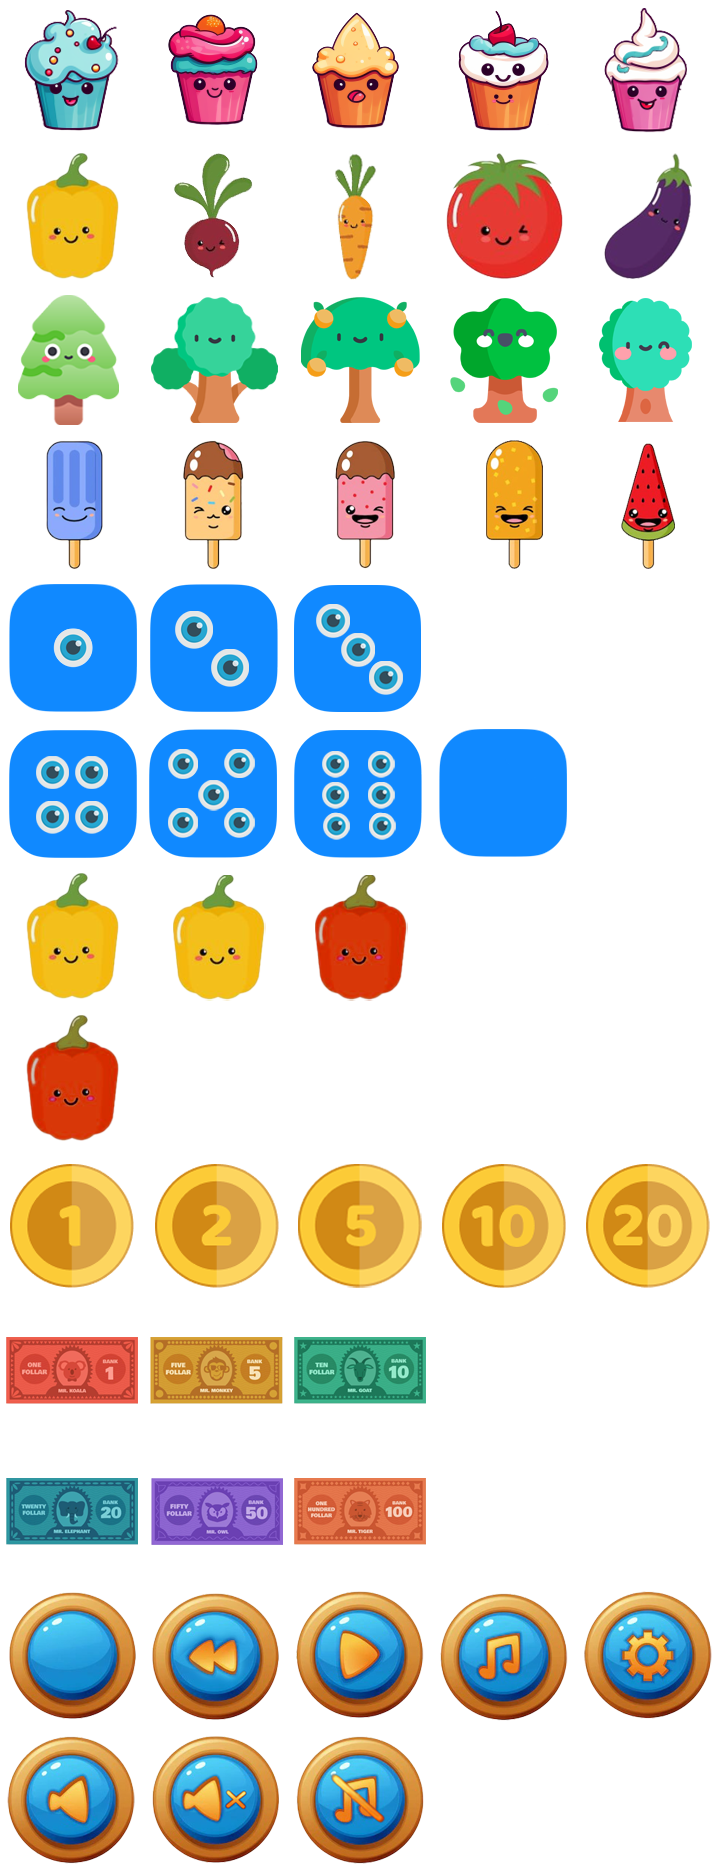 1
2
5
10
20
ONE
FOLLAR
BANK
1
MR. KOALA
FIVE
FOLLAR
BANK
5
MR. MONKEY
TEN
FOLLAR
BANK
10
MR. GOAT
TWENTY
FOLLAR
BANK
20
MR. ELEPHANT
FIFTY
FOLLAR
BANK
50
MR. OWL
ONE
HUNDRED
FOLLAR
BANK
100
MR. TIGER